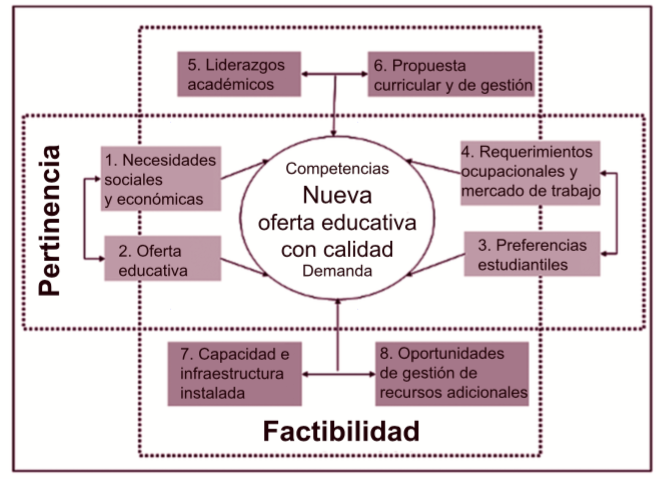 5. Liderazgos
académicos
6. Propuesta
curricular y de gestión
Pertinencia
1. Necesidades
sociales
y económicas
2. Oferta
educativa
Competencias
Nueva
oferta educativa
con calidad
Demanda
4. Requerimientos
ocupacionales y
mercado de trabajo
3. Preferencias
estudiantiles
7. Capacidad e
infraestructura
instalada
8. Oportunidades
de gestión de
recursos adicionales
Factibilidad